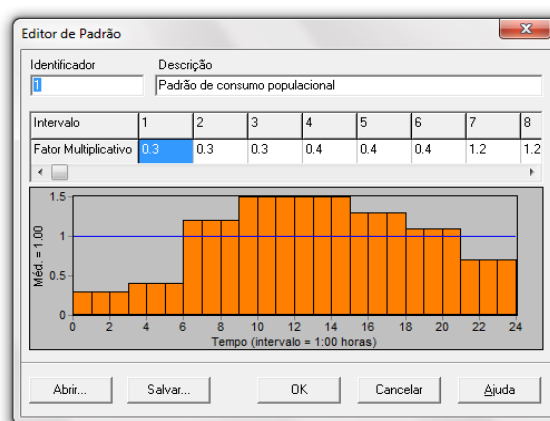 Editor de Padrão
Identificador Descrição
1 Padrão de consumo populacional
Intervalo 1 2 3 4 5 6 7 8
Fator Multiplicativo 0.3 0.3 0.3 0.4 0.4 0.4 1.2 1.2
Méd. = 1.00
1.5
1
0.5
0
0 2 4 6 8 10 12 14 16 18 20 22 24
Tempo (intervalo = 1:00 horas)
Abrir... Salvar... OK Cancelar Ajuda